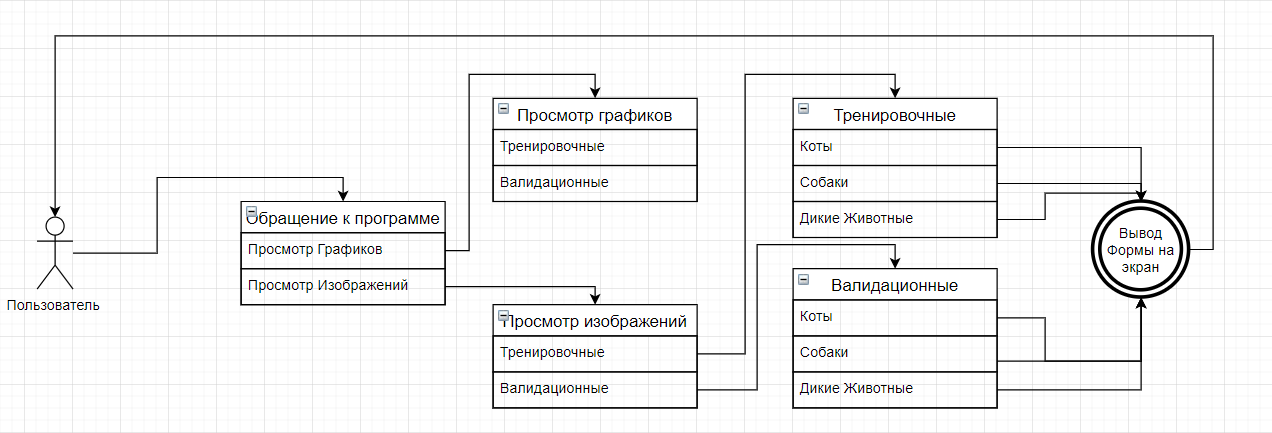 Пользователь
Обращение к программе
Просмотр Графиков
Просмотр Изображений
Просмотр графиков
Тренировочные
Валидационные
Просмотр изображений
Тренировочные
Валидационные
Тренировочные
Коты
Собаки
Дикие Животные
Валидационные
Коты
Собаки
Дикие Животные
Вывод
Формы на
экран